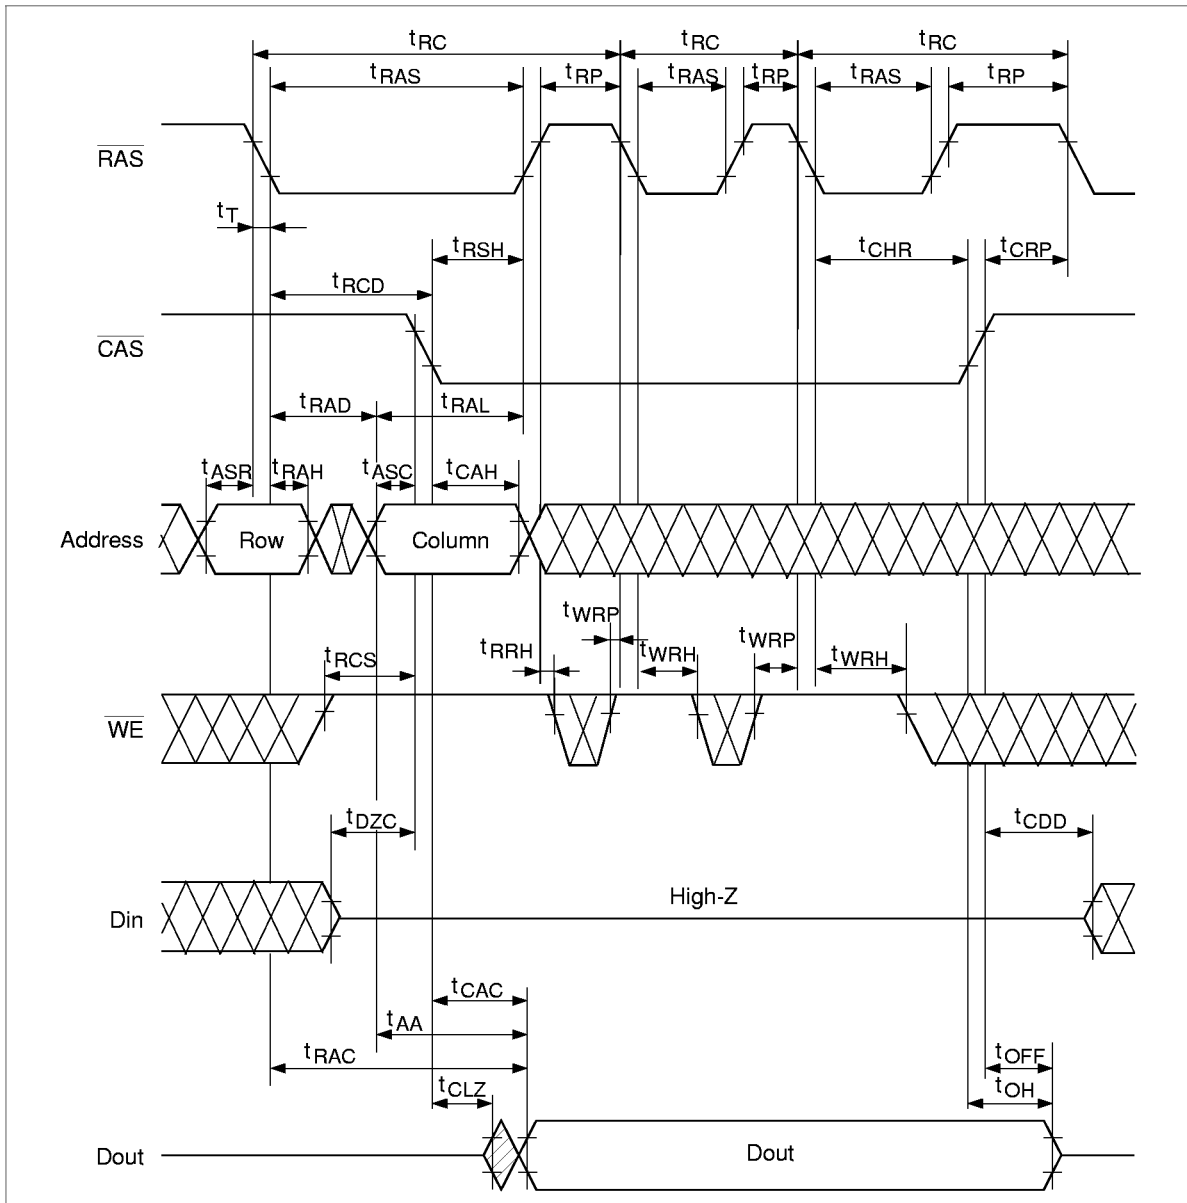 tRC tRC tRC
tRAS tRP tRAS tRP tRAS tRP
RAS
tT
tRSH tCHR tCRP
tRCD
CAS
tRAD tRAL
tASR tRAH tASC tCAH
Address Row Column
tWRP
tRRH tWRH tWRP tWRH
tRCS
WE
tDZC tCDD
High-Z
Din
tCAC
tAA
tRAC tOFF
tCLZ tOH
Dout Dout